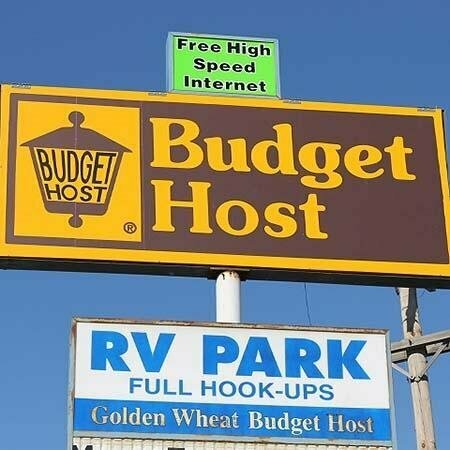 Free High
Speed
Internet
BUDGET
HOST
®
Budget
Host
RV PARK
FULL HOOK-UPS
Golden Wheat Budget Host